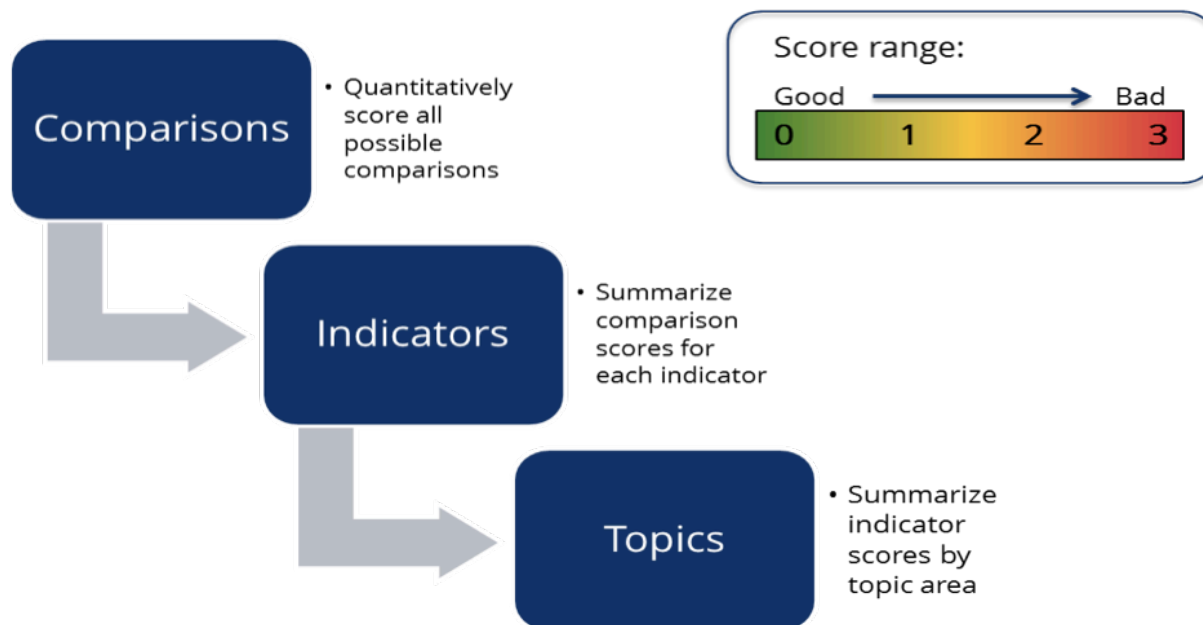 Comparisons
• Quantitatively
score all
possible
comparisons
Score range:
Good Bad
0 1 2 3
Indicators
• Summarize
comparison
scores for
each indicator
Topics
• Summarize
indicator
scores by
topic area